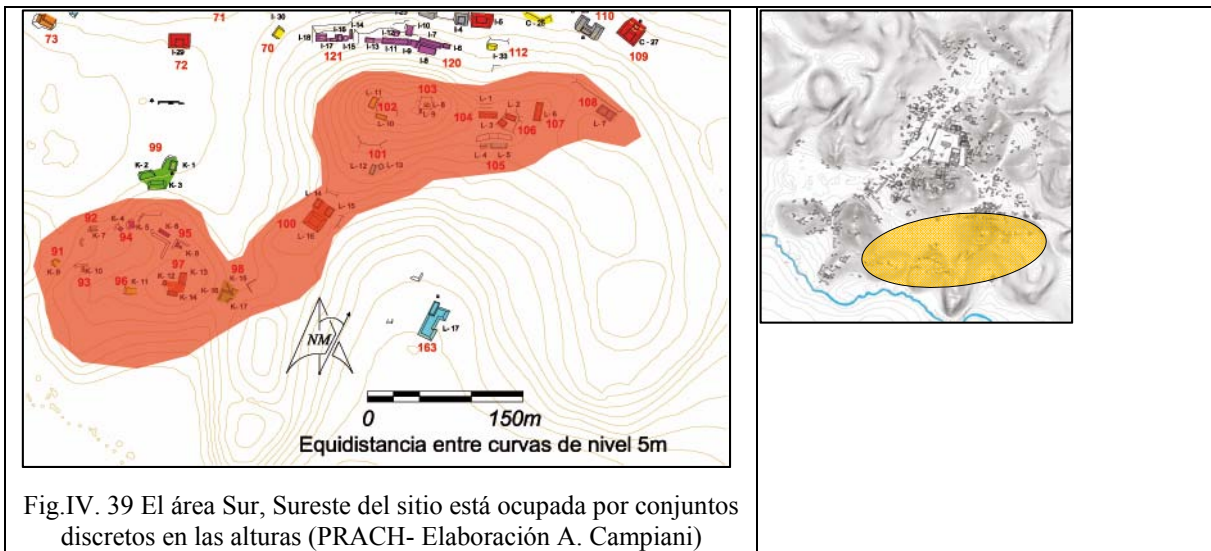 71
I-30
73
I-29
72
70
I-18
I-17
I-16
I-14
I-15
121
I-13
I-11
I-12
I-9
I-10
I-7
I-8
I-6
120
I-4
I-5
C-26
I-33
112
110
C-27
109
99
K-2
K-1
K-3
L-11
102
L-10
103
L-8
L-9
L-1
104
L-3
L-2
106
L-6
107
108
L-7
L-4
L-5
105
101
L-12
L-13
L-14
100
L-15
L-16
92
K-4
K-7
94
K-5
K-6
95
K-8
91
K-9
93
K-10
96
K-11
97
K-12
K-13
K-14
98
K-15
K-16
K-17
L-17
163
NM
0 150m
Equidistancia entre curvas de nivel 5m
Fig.IV. 39 El área Sur, Sureste del sitio está ocupada por conjuntos
discretos en las alturas (PRACH- Elaboración A. Campiani)